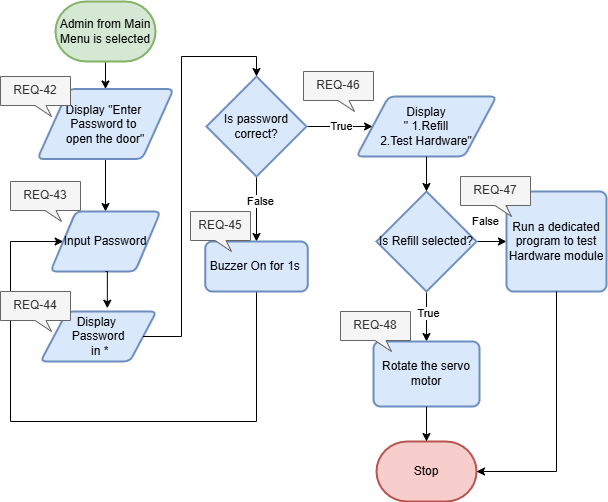 Admin from Main
Menu is selected
REQ-42
Display "Enter
Password to
open the door"
REQ-43
Input Password
REQ-44
Display
Password
in *
Is password
correct?
True
False
REQ-45
Buzzer On for 1s
REQ-46
Display
" 1.Refill
2.Test Hardware"
Is Refill selected?
False
True
REQ-47
Run a dedicated
program to test
Hardware module
REQ-48
Rotate the servo
motor
Stop